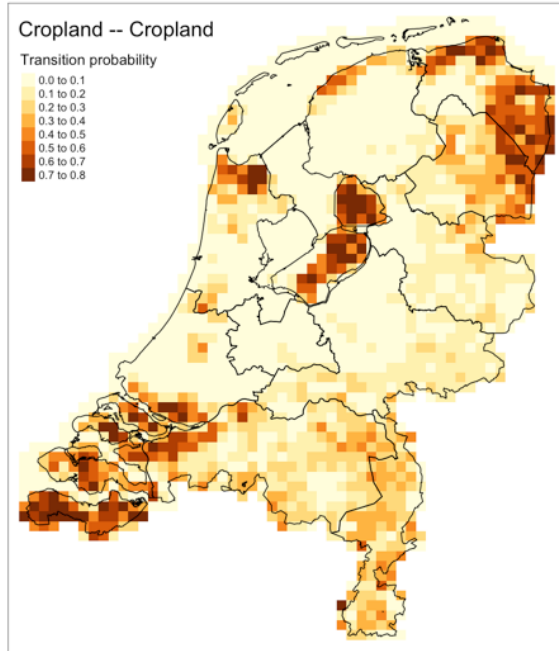 Cropland -- Cropland
Transition probability
0.0 to 0.1
0.1 to 0.2
0.2 to 0.3
0.3 to 0.4
0.4 to 0.5
0.5 to 0.6
0.6 to 0.7
0.7 to 0.8